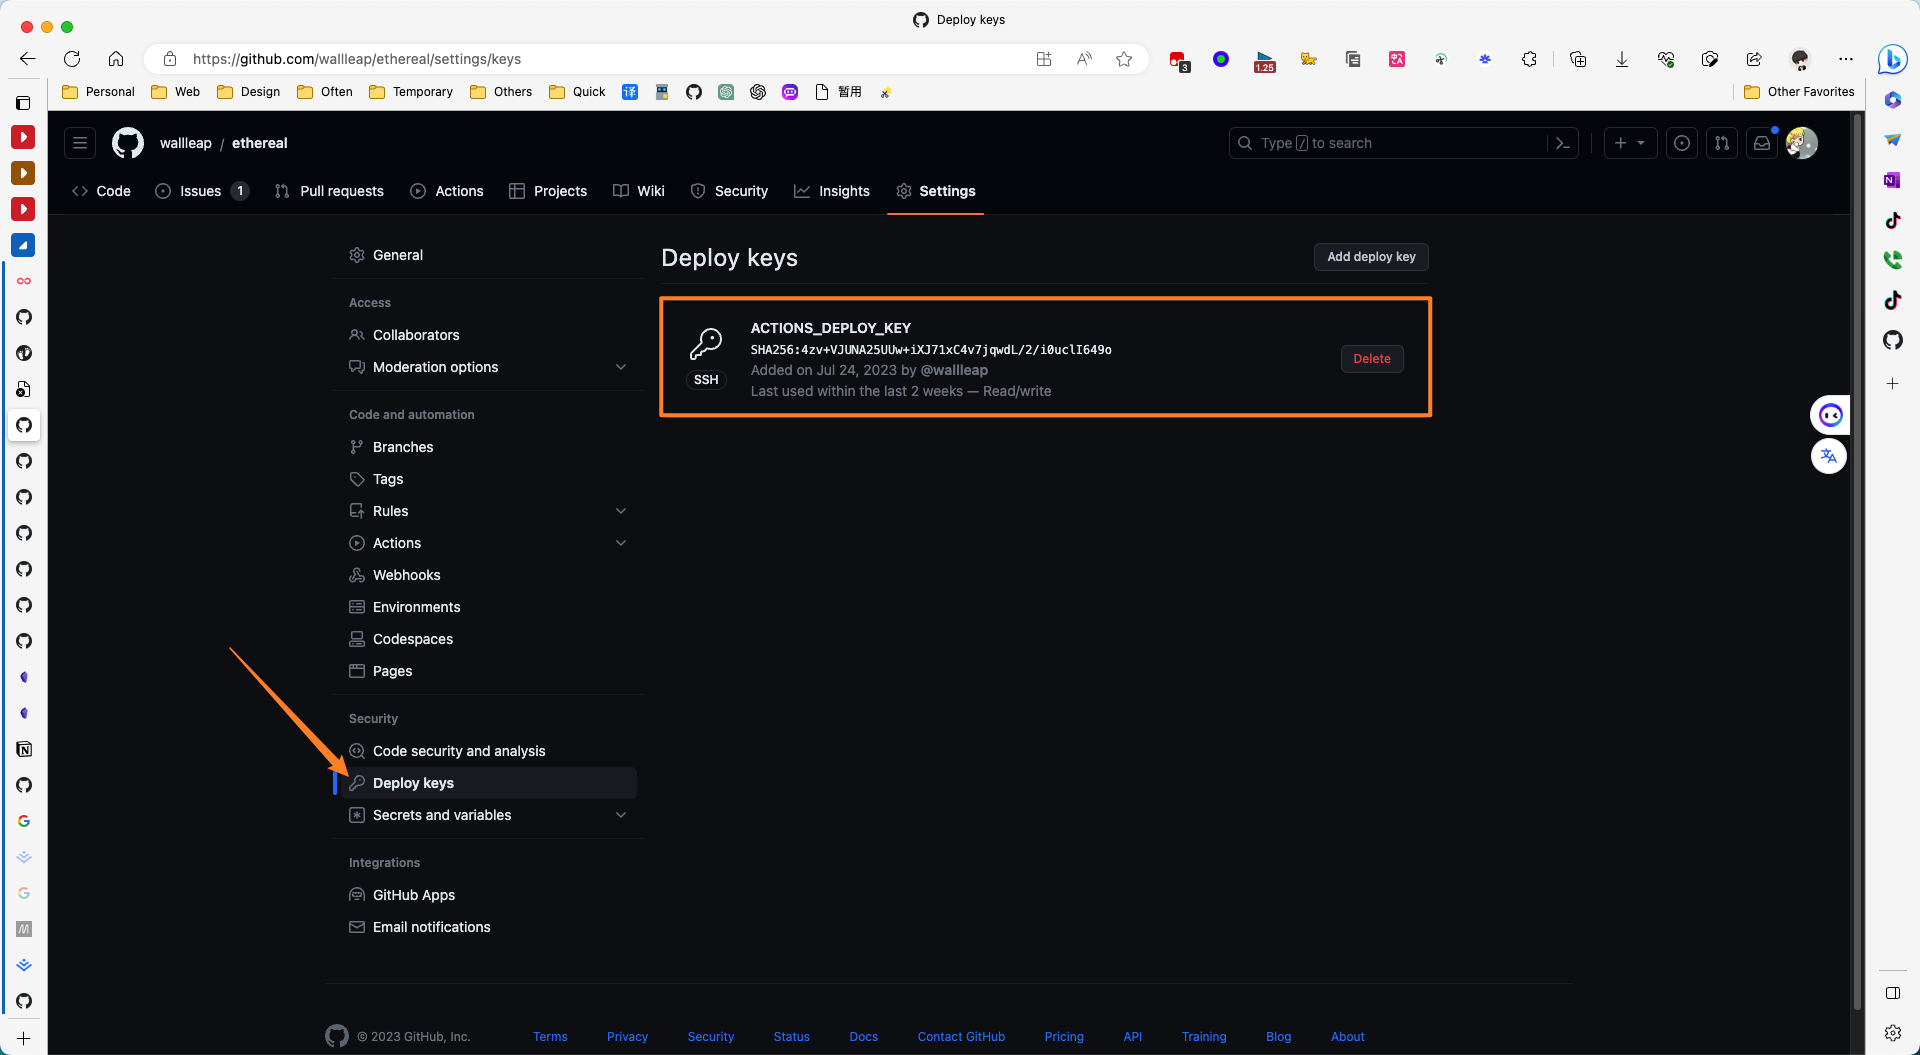 Deploy keys
https://github.com/wallleap/ethereal/settings/keys
3
1.25
Personal
Web
Design
Often
Temporary
Others
Quick
译
暂用
Other Favorites
wallleap / ethereal
Type / to search
Code
Issues 1
Pull requests
Actions
Projects
Wiki
Security
Insights
Settings
General
Access
Collaborators
Moderation options
Code and automation
Branches
Tags
Rules
Actions
Webhooks
Environments
Codespaces
Pages
Security
Code security and analysis
Deploy keys
Secrets and variables
Integrations
GitHub Apps
Email notifications
Deploy keys
Add deploy key
SSH
ACTIONS_DEPLOY_KEY
SHA256:4zv+VJUNA25UUw+iXJ71xC4v7jqwdL/2/i0uclI649o
Added on Jul 24, 2023 by @wallleap
Last used within the last 2 weeks — Read/write
Delete
© 2023 GitHub, Inc.
Terms
Privacy
Security
Status
Docs
Contact GitHub
Pricing
API
Training
Blog
About